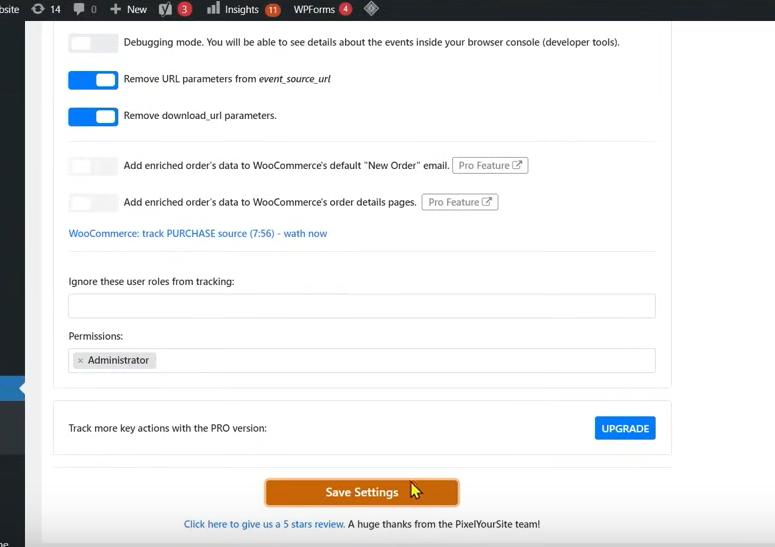 bsite 14 0 + New 3 Insights 11 WPForms 4
Debugging mode. You will be able to see details about the events inside your browser console (developer tools).
Remove URL parameters from event_source_url
Remove download_url parameters.
Add enriched order's data to WooCommerce's default "New Order" email. Pro Feature
Add enriched order's data to WooCommerce's order details pages. Pro Feature
WooCommerce: track PURCHASE source (7:56) - wath now
Ignore these user roles from tracking:
Permissions:
× Administrator
Track more key actions with the PRO version: UPGRADE
Save Settings
Click here to give us a 5 stars review. A huge thanks from the PixelYourSite team!